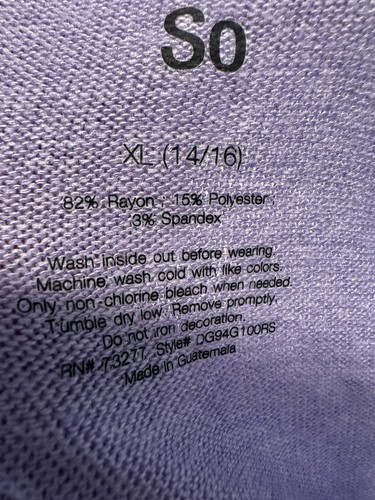 So
XL (14/16)
82% Rayon; 15% Polyester;
3% Spandex
Wash inside out before wearing.
Machine wash cold with like colors.
Only non-chlorine bleach when needed.
Tumble dry low. Remove promptly.
Do not iron decoration.
RN# 73277 Style# DG94G100RS
Made in Guatemala